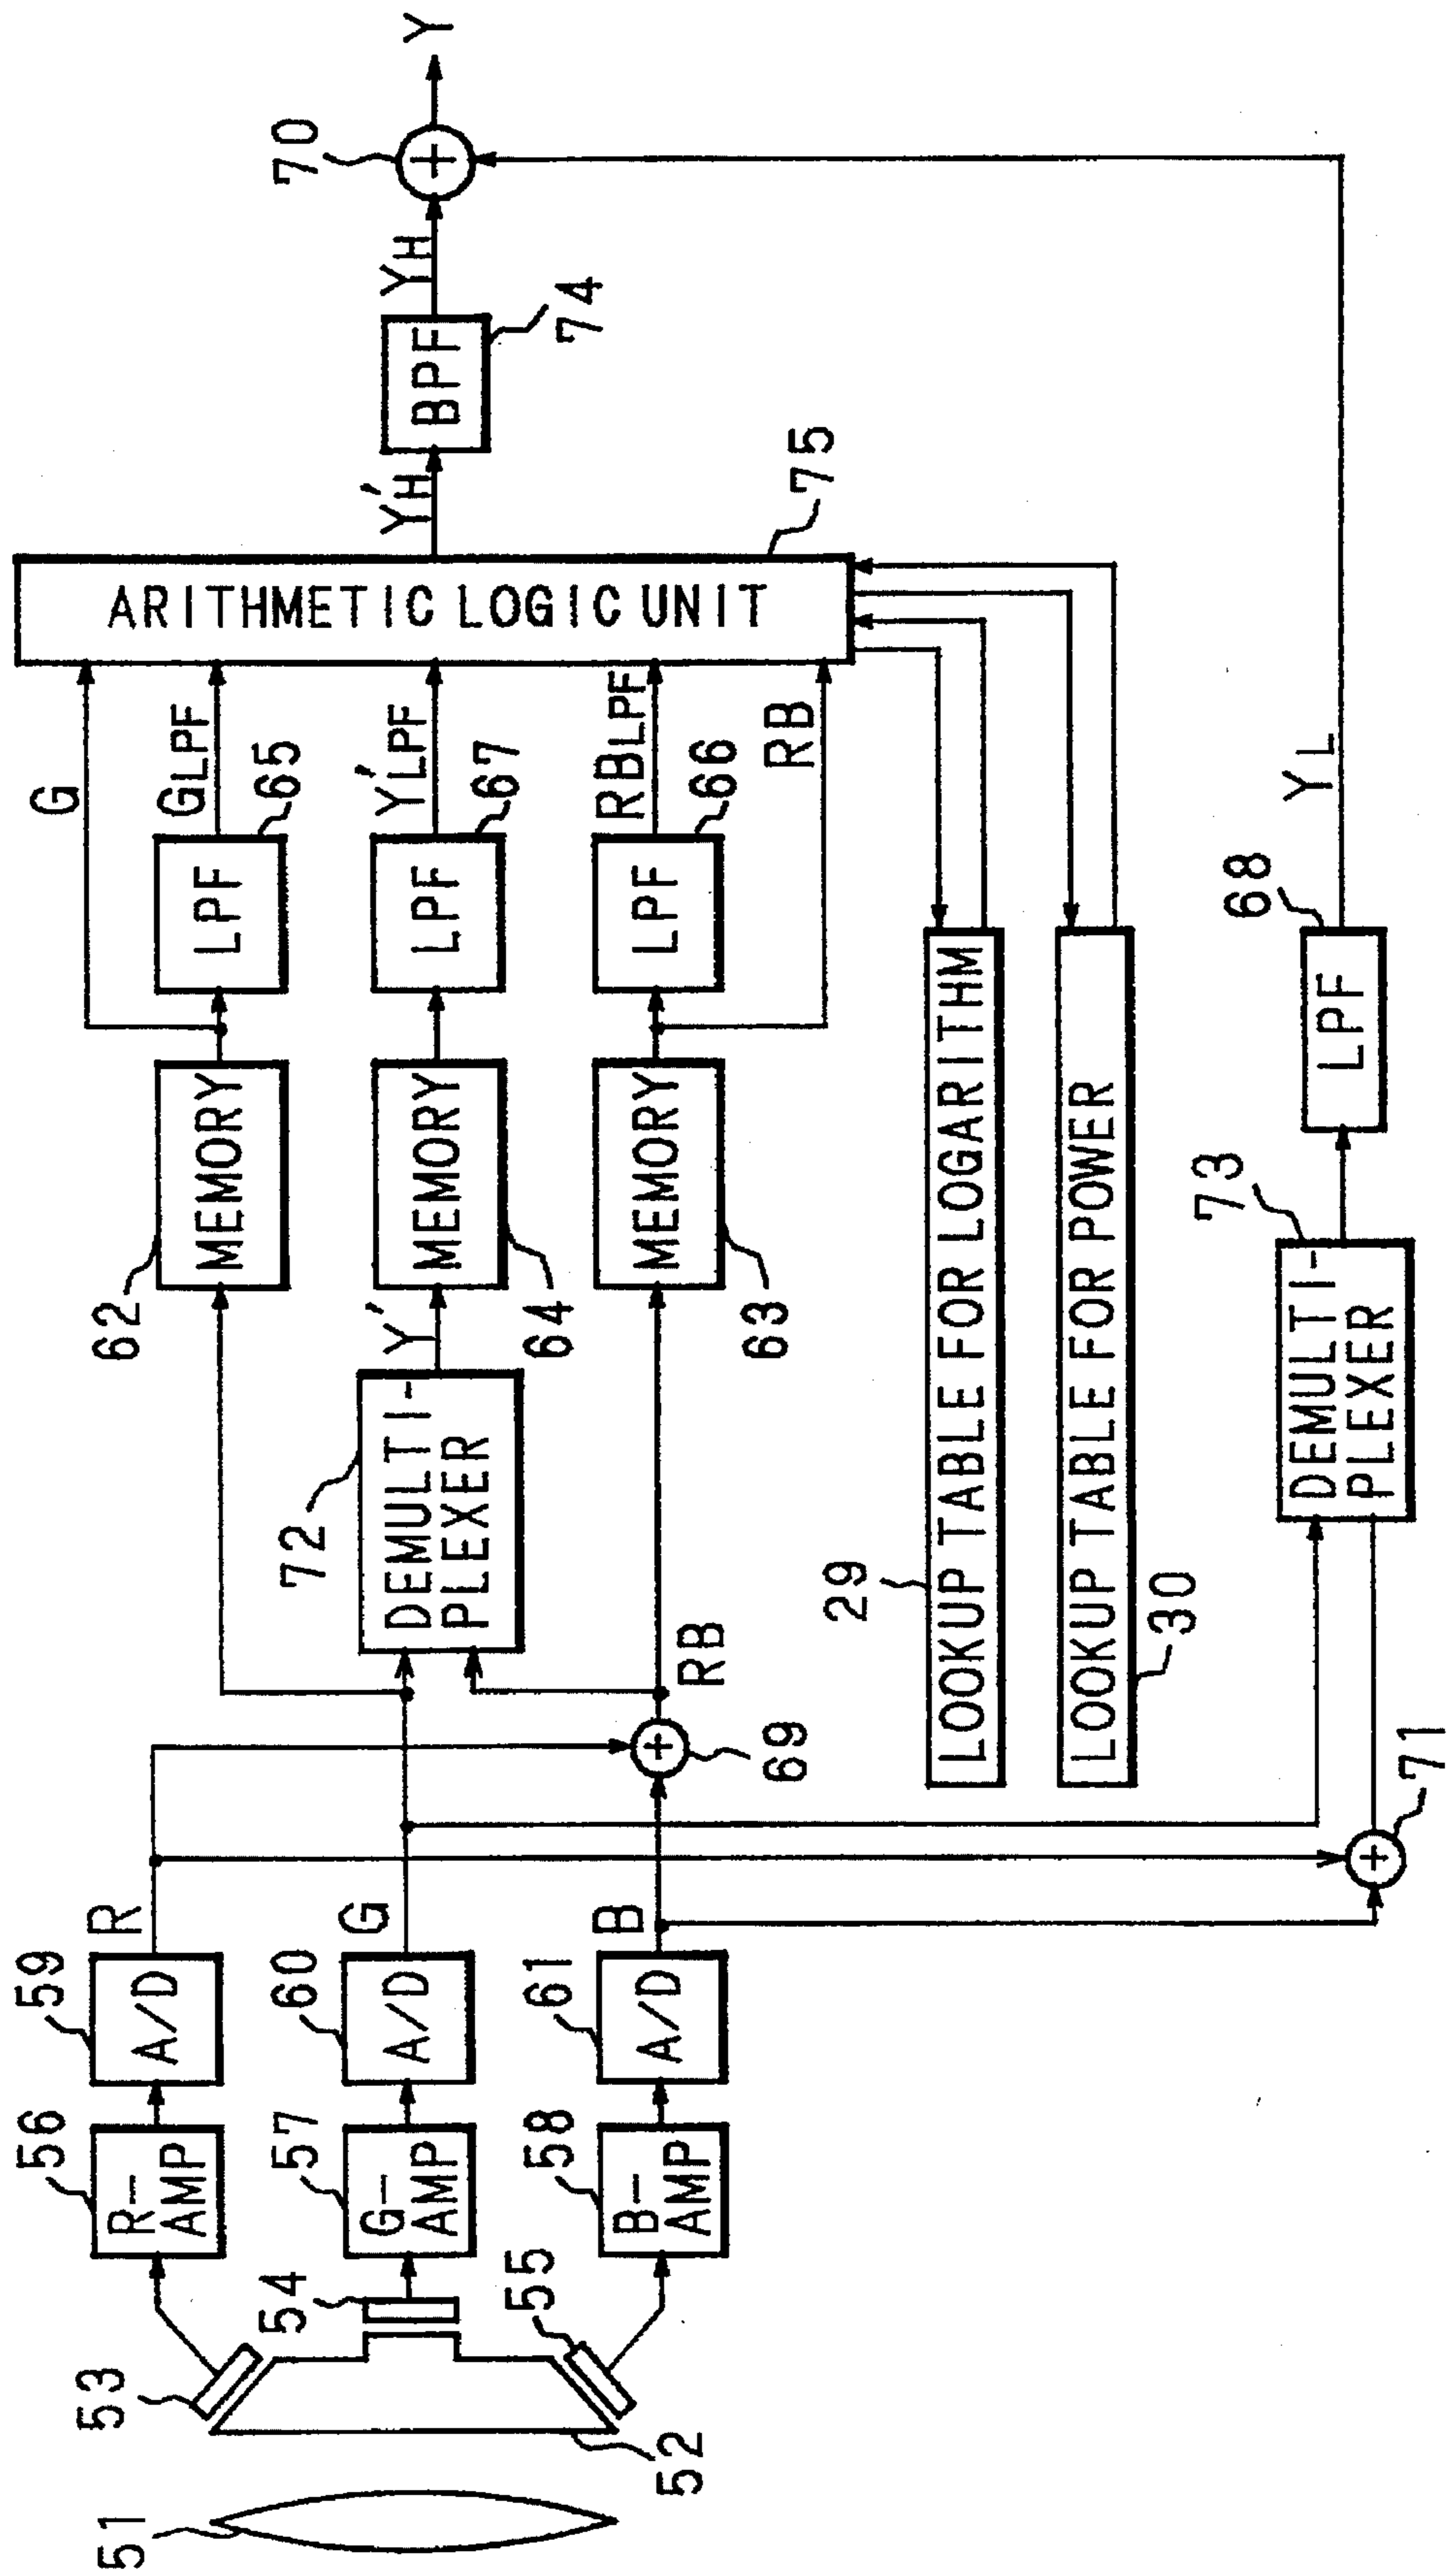 51
52
53
54
55
56
R-
AMP
57
G-
AMP
58
B-
AMP
59
A/D
R
60
A/D
G
61
A/D
B
69
RB
71
72
DEMULTI-
PLEXER
Y'
62
MEMORY
64
MEMORY
63
MEMORY
G
LPF
65
GLPF
LPF
67
Y'LPF
LPF
66
RBLPF
RB
ARITHMETIC LOGIC UNIT
75
Y'H
BPF
74
YH
70
Y
29
LOOKUP TABLE FOR LOGARITHM
LOOKUP TABLE FOR POWER
30
73
DEMULTI-
PLEXER
68
LPF
YL